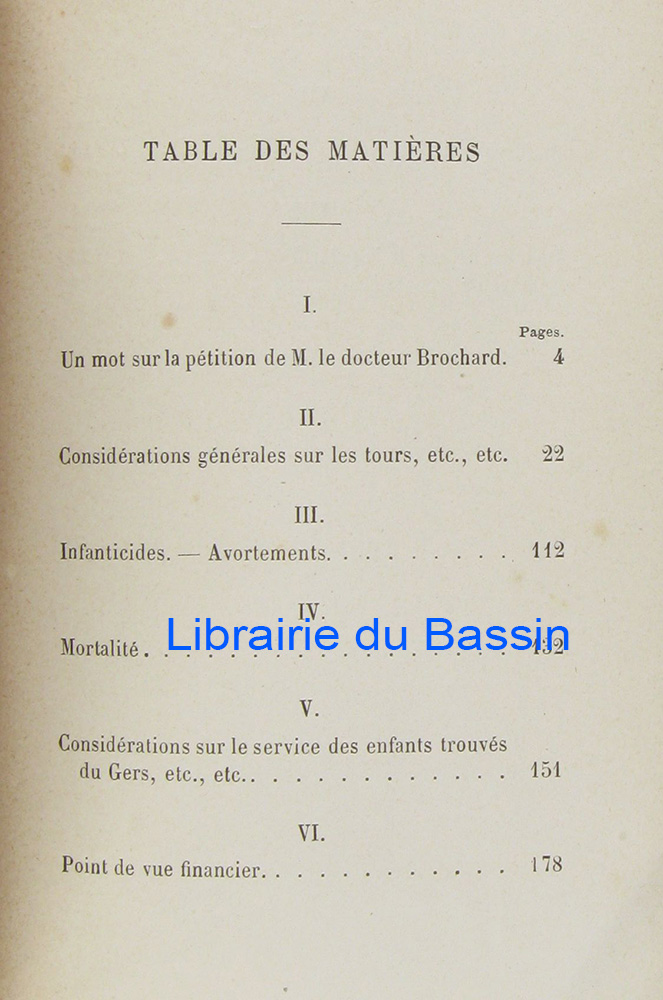 TABLE DES MATIÈRES
I.
Pages.
Un mot sur la pétition de M. le docteur Brochard. 4
II.
Considérations générales sur les tours, etc., etc. 22
III.
Infanticides. — Avortements. . . . . . . . . 112
IV.
Librairie du Bassin
Mortalité. . . . . . . . . . . . . . . . 132
V.
Considérations sur le service des enfants trouvés
du Gers, etc., etc.. . . . . . . . . . . . . 151
VI.
Point de vue financier. . . . . . . . . . . . 178